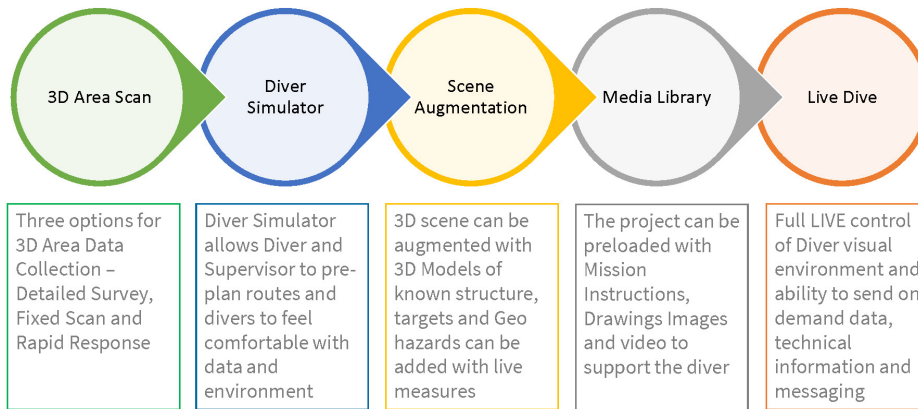 3D Area Scan
Diver
Simulator
Scene
Augmentation
Media Library
Live Dive
Three options for
3D Area Data
Collection –
Detailed Survey,
Fixed Scan and
Rapid Response
Diver Simulator
allows Diver and
Supervisor to pre-
plan routes and
divers to feel
comfortable with
data and
environment
3D scene can be
augmented with
3D Models of
known structure,
targets and Geo
hazards can be
added with live
measures
The project can be
preloaded with
Mission
Instructions,
Drawings Images
and video to
support the diver
Full LIVE control
of Diver visual
environment and
ability to send on
demand data,
technical
information and
messaging